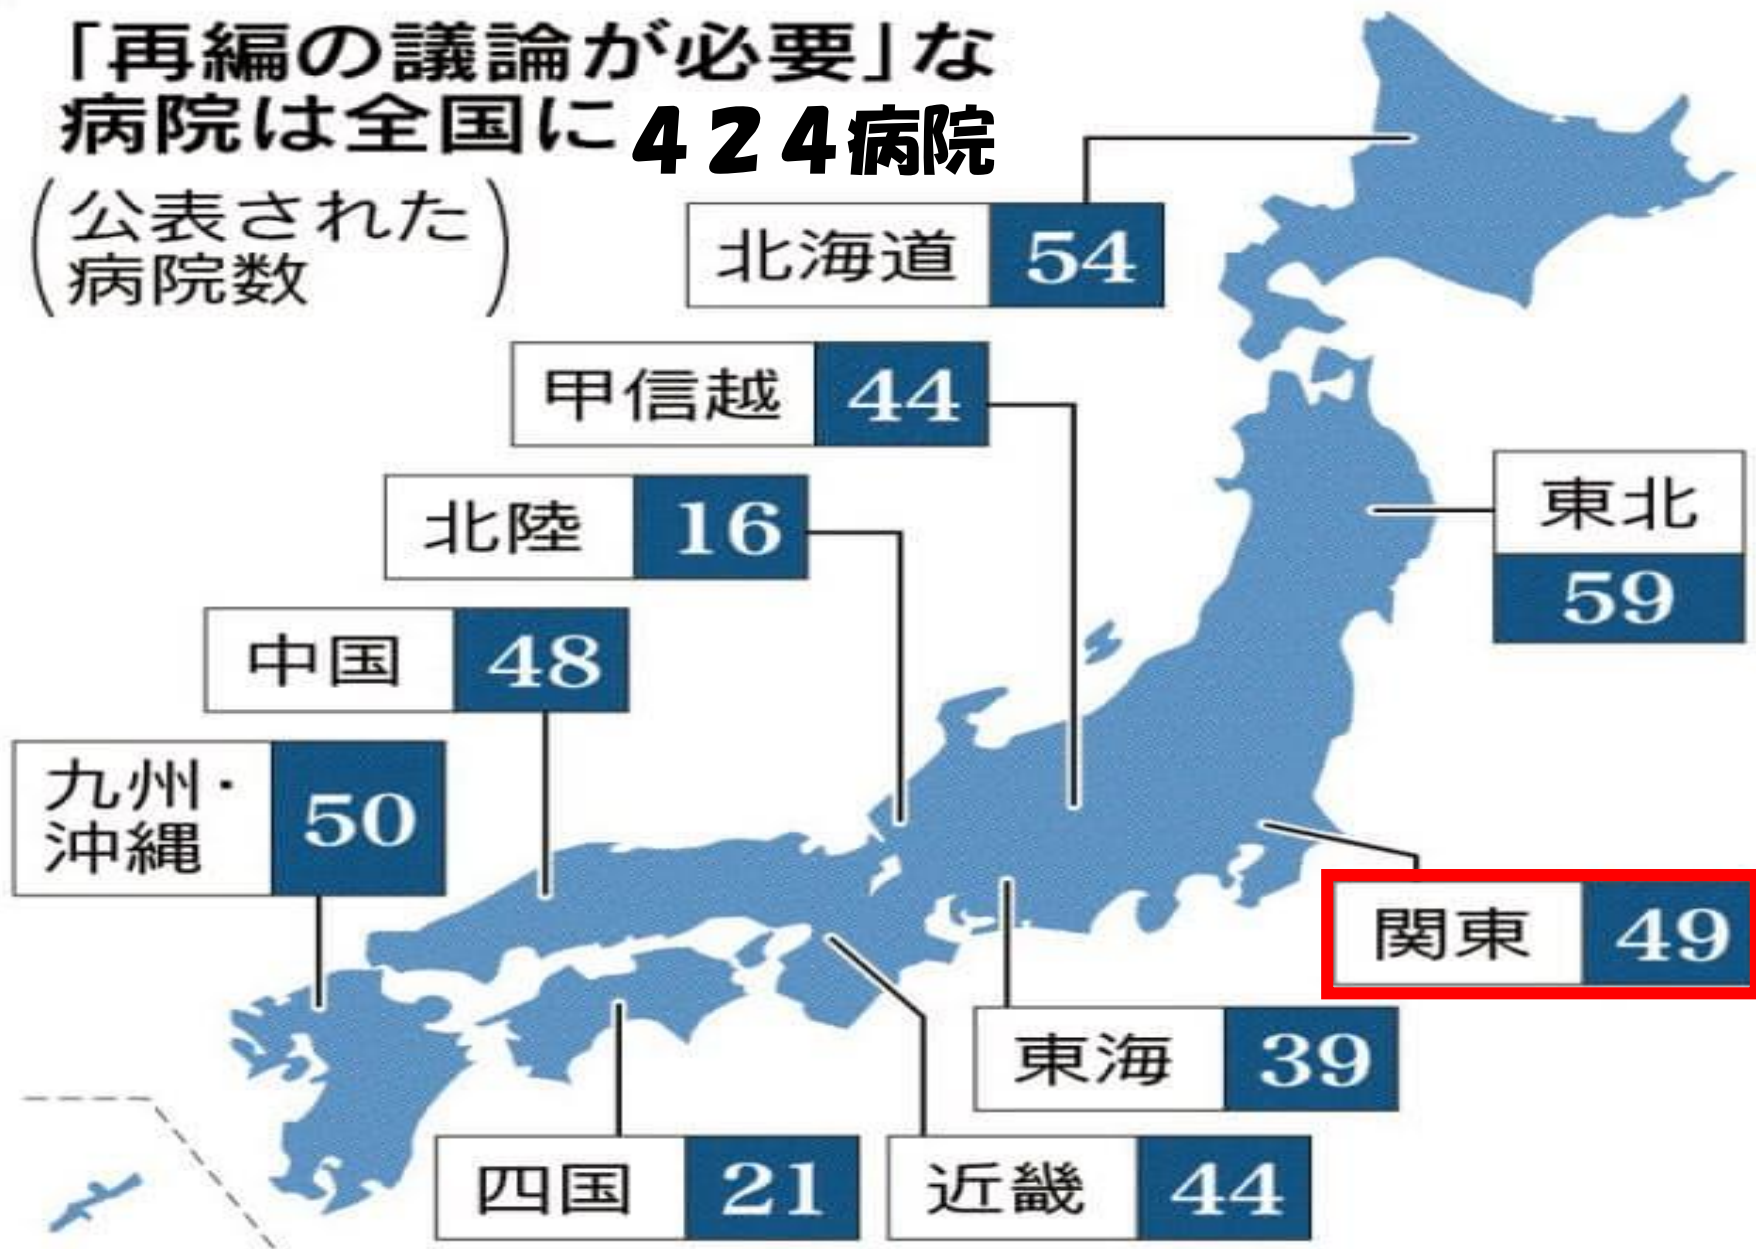 「再編の議論が必要」な
病院は全国に４２４病院
（公表された
病院数）
北海道 54
甲信越 44
北陸 16
東北
59
中国 48
九州・
沖縄 50
関東 49
東海 39
四国 21
近畿 44